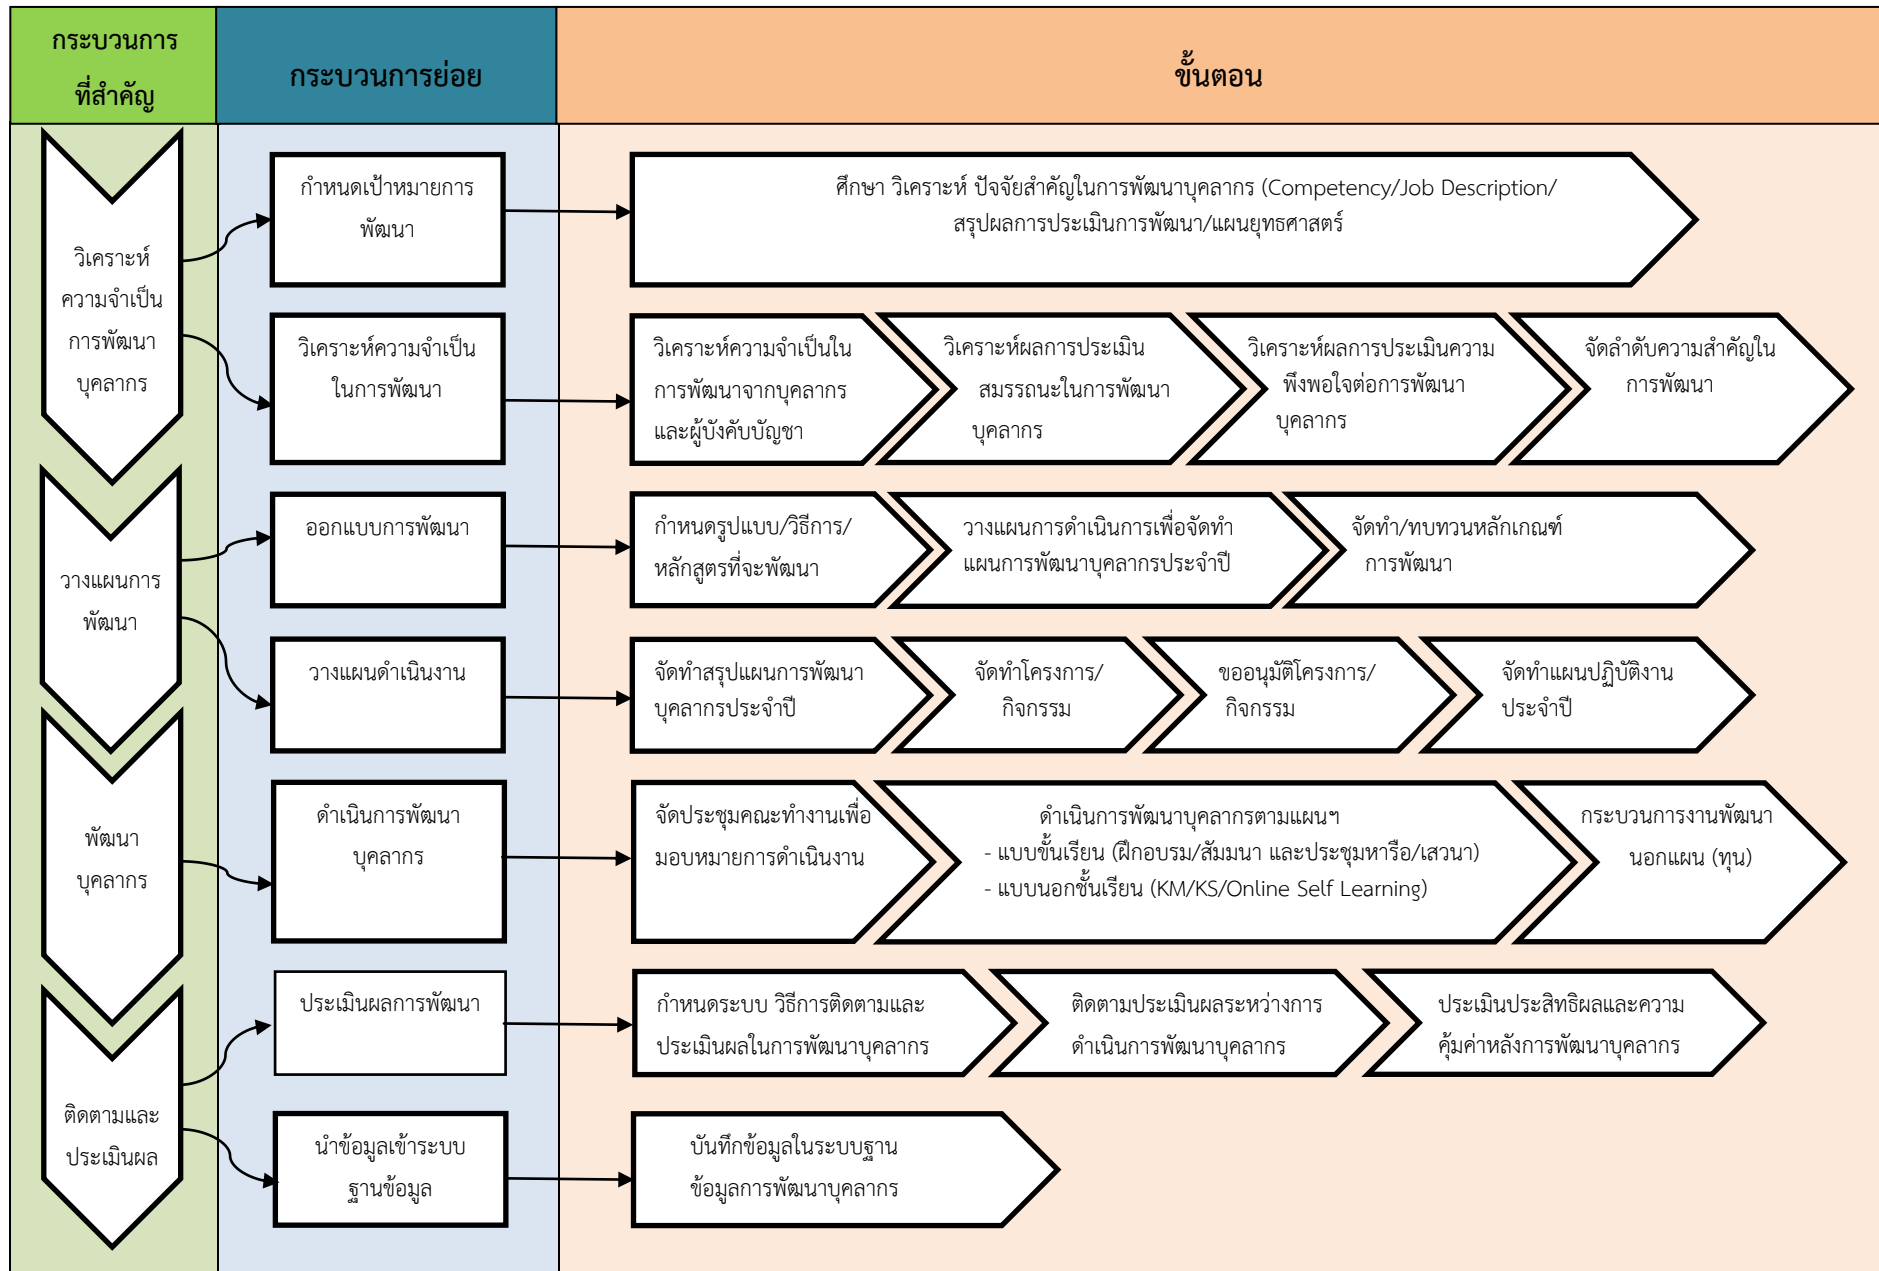 กระบวนการ
ที่สำคัญ
กระบวนการย่อย
ขั้นตอน
วิเคราะห์
ความจำเป็น
การพัฒนา
บุคลากร
กำหนดเป้าหมายการ
พัฒนา
ศึกษา วิเคราะห์ ปัจจัยสำคัญในการพัฒนาบุคลากร (Competency/Job Description/
สรุปผลการประเมินการพัฒนา/แผนยุทธศาสตร์
วิเคราะห์ความจำเป็น
ในการพัฒนา
วิเคราะห์ความจำเป็นใน
การพัฒนาจากบุคลากร
และผู้บังคับบัญชา
วิเคราะห์ผลการประเมิน
สมรรถนะในการพัฒนา
บุคลากร
วิเคราะห์ผลการประเมินความ
พึงพอใจต่อการพัฒนา
บุคลากร
จัดลำดับความสำคัญใน
การพัฒนา
วางแผนการ
พัฒนา
ออกแบบการพัฒนา
กำหนดรูปแบบ/วิธีการ/
หลักสูตรที่จะพัฒนา
วางแผนการดำเนินการเพื่อจัดทำ
แผนการพัฒนาบุคลากรประจำปี
จัดทำ/ทบทวนหลักเกณฑ์
การพัฒนา
วางแผนดำเนินงาน
จัดทำสรุปแผนการพัฒนา
บุคลากรประจำปี
จัดทำโครงการ/
กิจกรรม
ขออนุมัติโครงการ/
กิจกรรม
จัดทำแผนปฏิบัติงาน
ประจำปี
พัฒนา
บุคลากร
ดำเนินการพัฒนา
บุคลากร
จัดประชุมคณะทำงานเพื่อ
มอบหมายการดำเนินงาน
ดำเนินการพัฒนาบุคลากรตามแผนฯ
- แบบขั้นเรียน (ฝึกอบรม/สัมมนา และประชุมหารือ/เสวนา)
- แบบนอกชั้นเรียน (KM/KS/Online Self Learning)
กระบวนการงานพัฒนา
นอกแผน (ทุน)
ติดตามและ
ประเมินผล
ประเมินผลการพัฒนา
กำหนดระบบ วิธีการติดตามและ
ประเมินผลในการพัฒนาบุคลากร
ติดตามประเมินผลระหว่างการ
ดำเนินการพัฒนาบุคลากร
ประเมินประสิทธิผลและความ
คุ้มค่าหลังการพัฒนาบุคลากร
นำข้อมูลเข้าระบบ
ฐานข้อมูล
บันทึกข้อมูลในระบบฐาน
ข้อมูลการพัฒนาบุคลากร